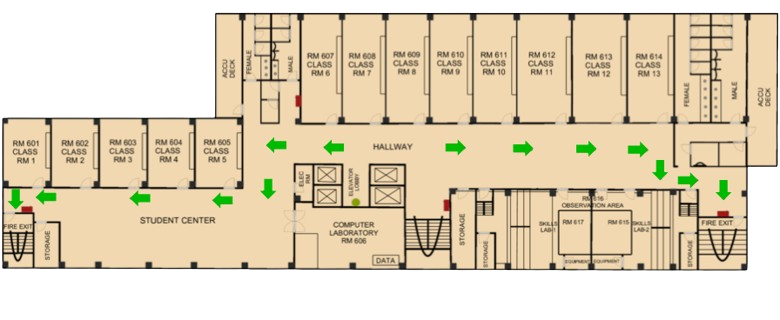 ACCU
DECK
FEMALE
MALE
RM 607
CLASS
RM 6
RM 608
CLASS
RM 7
RM 609
CLASS
RM 8
RM 610
CLASS
RM 9
RM 611
CLASS
RM 10
RM 612
CLASS
RM 11
RM 613
CLASS
RM 12
RM 614
CLASS
RM 13
FEMALE
MALE
ACCU
DECK
RM 601
CLASS
RM 1
RM 602
CLASS
RM 2
RM 603
CLASS
RM 3
RM 604
CLASS
RM 4
RM 605
CLASS
RM 5
HALLWAY
ELEC
RM
ELEVATOR
LOBBY
STUDENT CENTER
FIRE EXIT
STORAGE
COMPUTER
LABORATORY
RM 606
DATA
STORAGE
STORAGE
RM 616
OBSERVATION AREA
SKILLS
LAB-1
RM 617
RM 615
SKILLS
LAB-2
EQUIPMENT
EQUIPMENT
STORAGE
FIRE EXIT